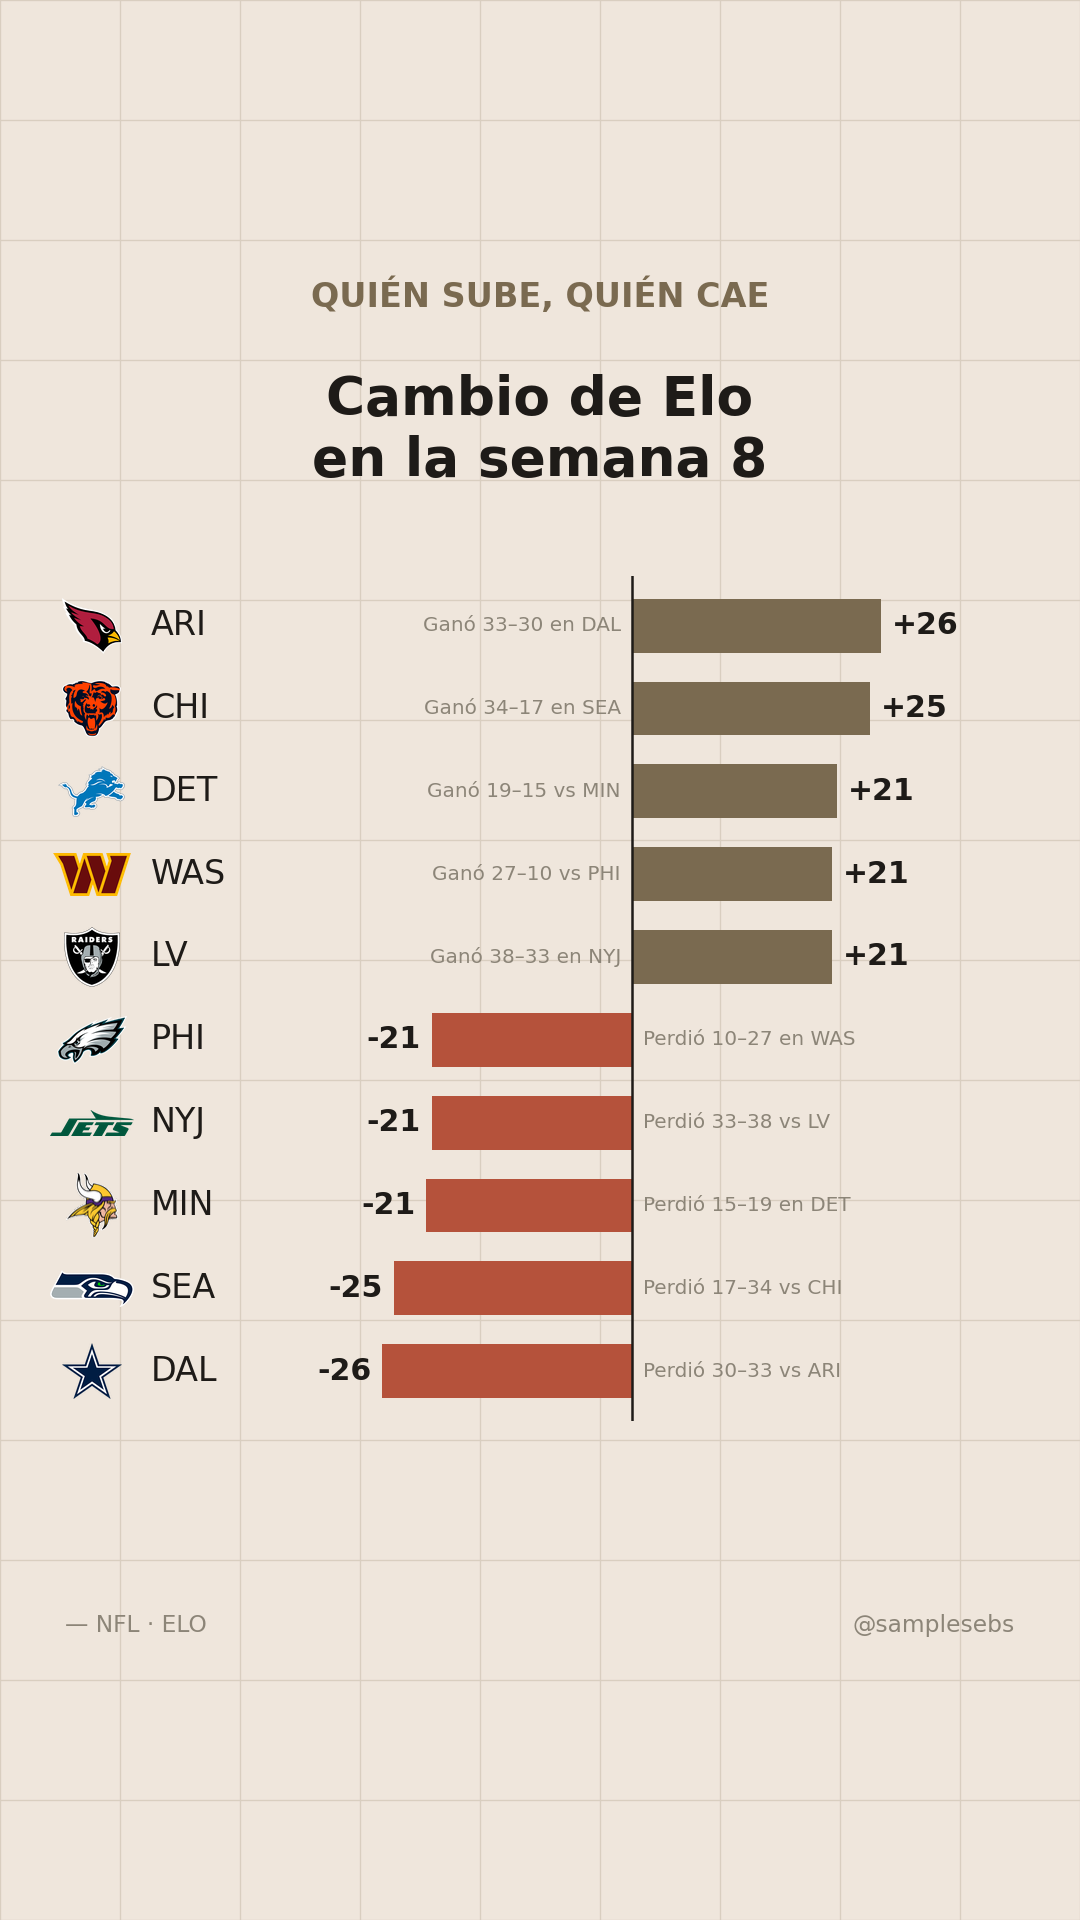 QUIÉN SUBE, QUIÉN CAE
Cambio de Elo
en la semana 8
ARI Ganó 33–30 en DAL +26
CHI Ganó 34–17 en SEA +25
DET Ganó 19–15 vs MIN +21
WAS Ganó 27–10 vs PHI +21
RAIDERS
LV Ganó 38–33 en NYJ +21
PHI -21 Perdió 10–27 en WAS
JETS
NYJ -21 Perdió 33–38 vs LV
MIN -21 Perdió 15–19 en DET
SEA -25 Perdió 17–34 vs CHI
DAL -26 Perdió 30–33 vs ARI
— NFL · ELO
@samplesebs